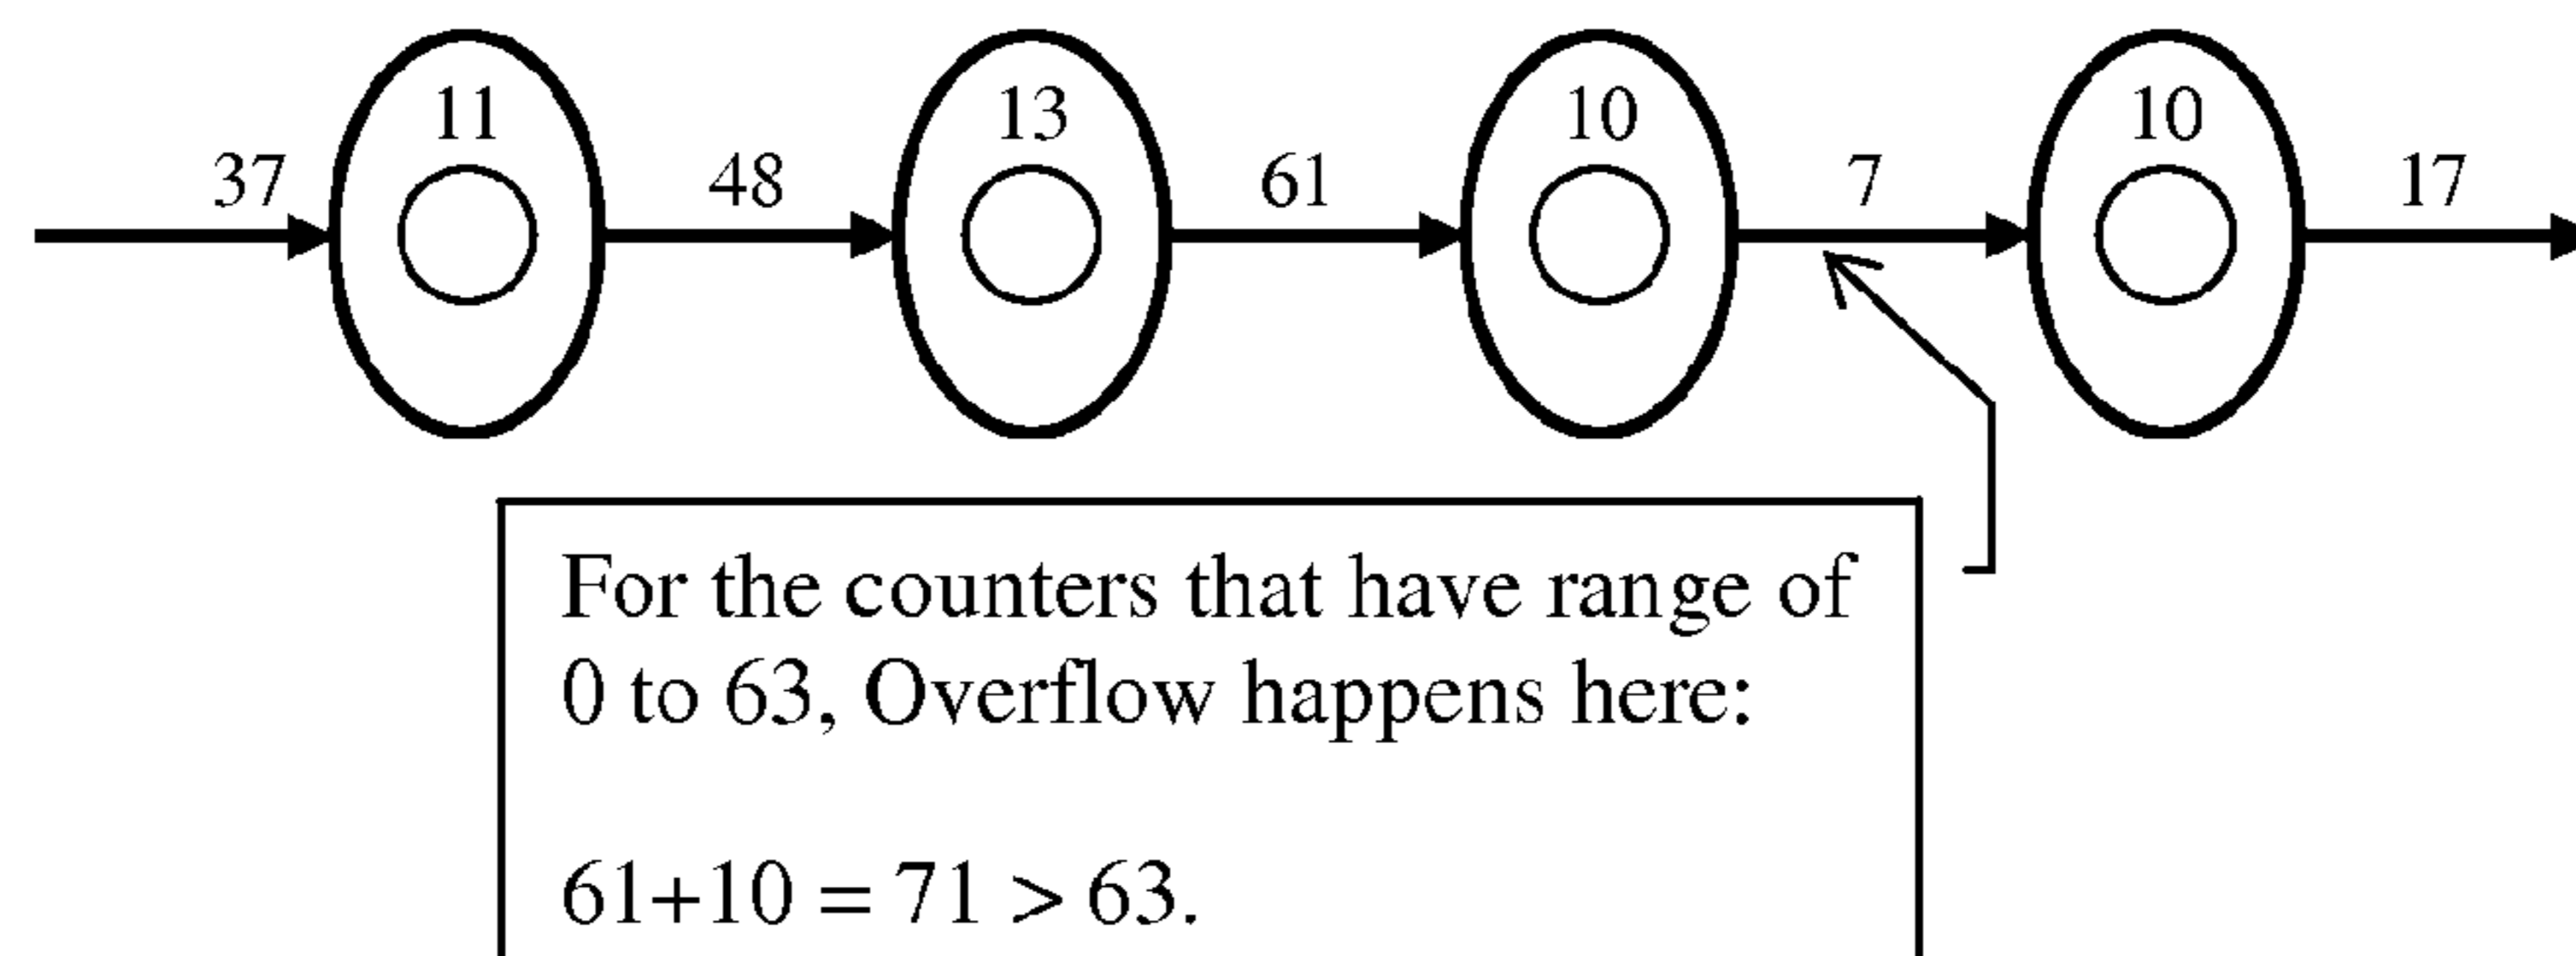 11 13 10 10
37 48 61 7 17
For the counters that have range of
0 to 63, Overflow happens here:
61+10 = 71 > 63.